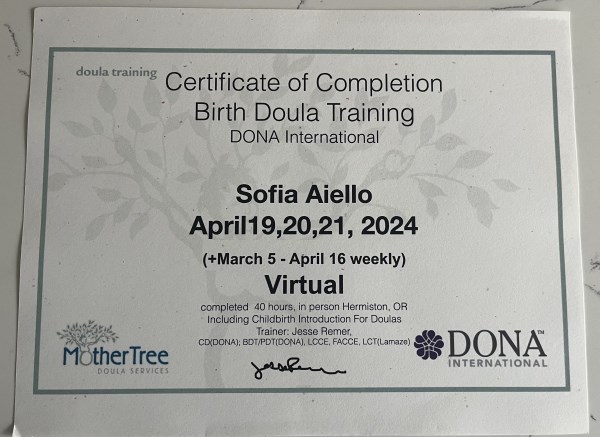 doula training
Certificate of Completion
Birth Doula Training
DONA International
Sofia Aiello
April19,20,21, 2024
(+March 5 - April 16 weekly)
Virtual
completed 40 hours, in person Hermiston, OR
Including Childbirth Introduction For Doulas
Trainer: Jesse Remer,
CD(DONA); BDT/PDT(DONA), LCCE, FACCE, LCT(Lamaze)
MotherTree
DOULA SERVICES
DONA™
INTERNATIONAL